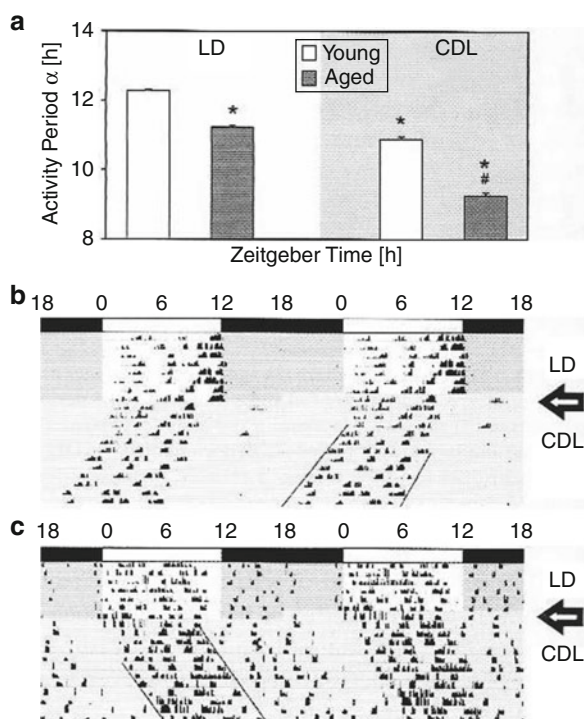 a
14
12
10
8
Activity Period α [h]
LD
CDL
Young
Aged
*
*
*
#
Zeitgeber Time [h]
b
18 0 6 12 18 0 6 12 18
LD
CDL
c
18 0 6 12 18 0 6 12 18
LD
CDL